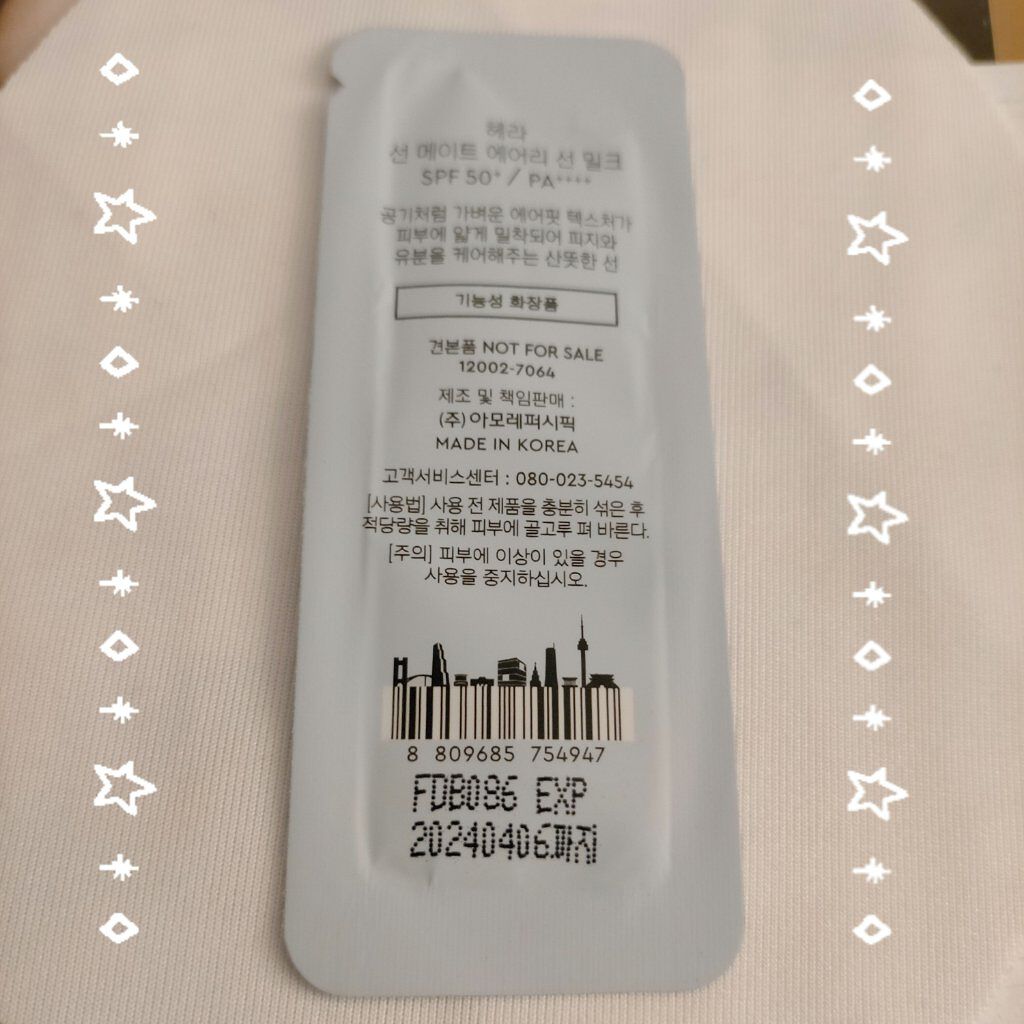 헤라
선 메이트 에어리 선 밀크
SPF 50+ / PA++++
공기처럼 가벼운 에어핏 텍스처가
피부에 얇게 밀착되어 피지와
유분을 케어해주는 산뜻한 선
기능성 화장품
견본품 NOT FOR SALE
12002-7064
제조 및 책임판매 :
(주)아모레퍼시픽
MADE IN KOREA
고객서비스센터 : 080-023-5454
[사용법] 사용 전 제품을 충분히 섞은 후
적당량을 취해 피부에 골고루 펴 바른다.
[주의] 피부에 이상이 있을 경우
사용을 중지하십시오.
8 809685 754947
FDB086 EXP
20240406까지